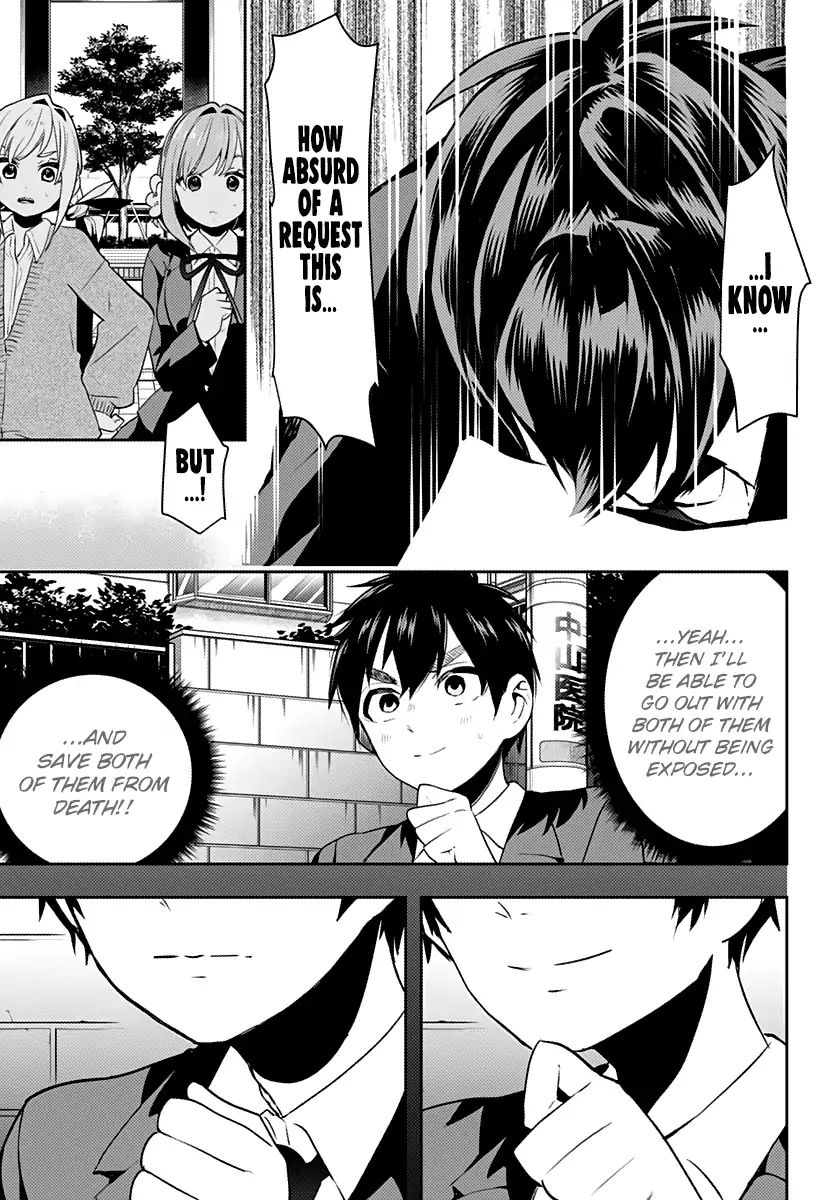 ...I
KNOW
...
HOW
ABSURD
OF A
REQUEST
THIS
IS...
BUT
...!
...YEAH...
THEN I'LL
BE ABLE TO
GO OUT WITH
BOTH OF THEM
WITHOUT BEING
EXPOSED...
中山医院
...AND
SAVE BOTH
OF THEM FROM
DEATH!!